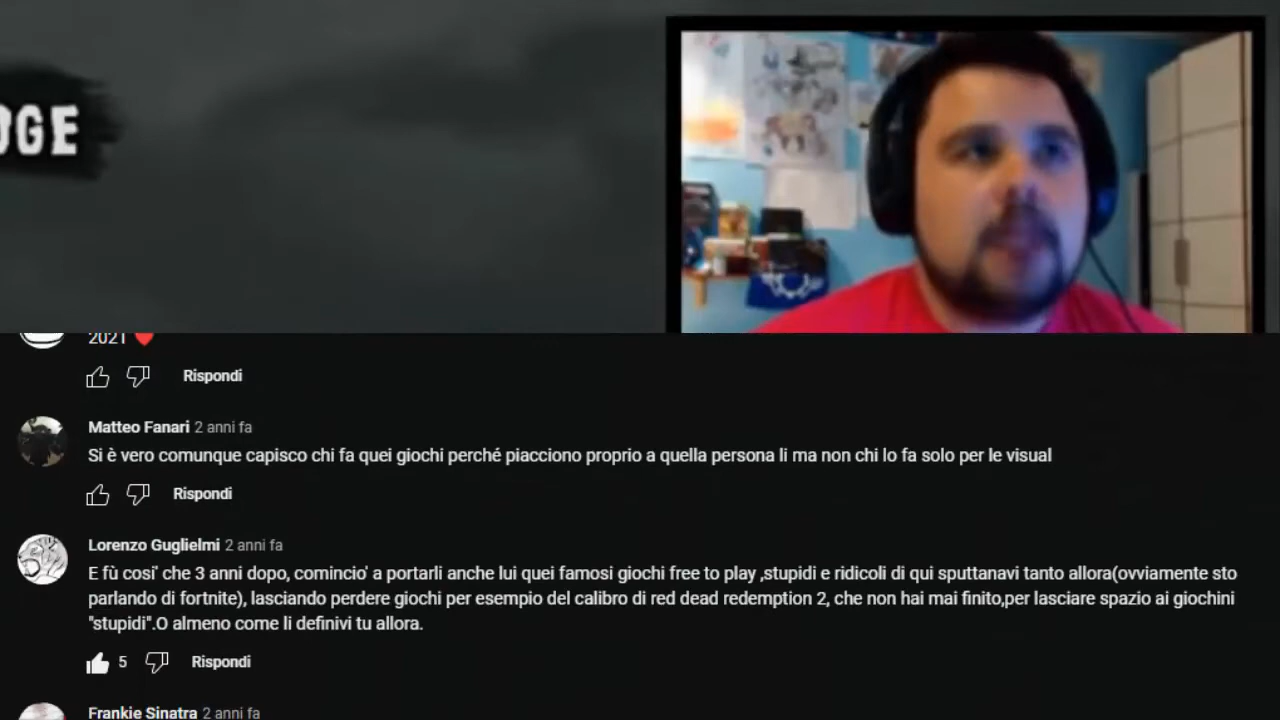 UGE
2021 ❤️
Rispondi
Matteo Fanari 2 anni fa
Si è vero comunque capisco chi fa quei giochi perché piacciono proprio a quella persona li ma non chi lo fa solo per le visual
Rispondi
Lorenzo Guglielmi 2 anni fa
E fù cosi' che 3 anni dopo, comincio' a portarli anche lui quei famosi giochi free to play ,stupidi e ridicoli di qui sputtanavi tanto allora(ovviamente sto
parlando di fortnite), lasciando perdere giochi per esempio del calibro di red dead redemption 2, che non hai mai finito,per lasciare spazio ai giochini
"stupidi".O almeno come li definivi tu allora.
5 Rispondi
Frankie Sinatra 2 anni fa